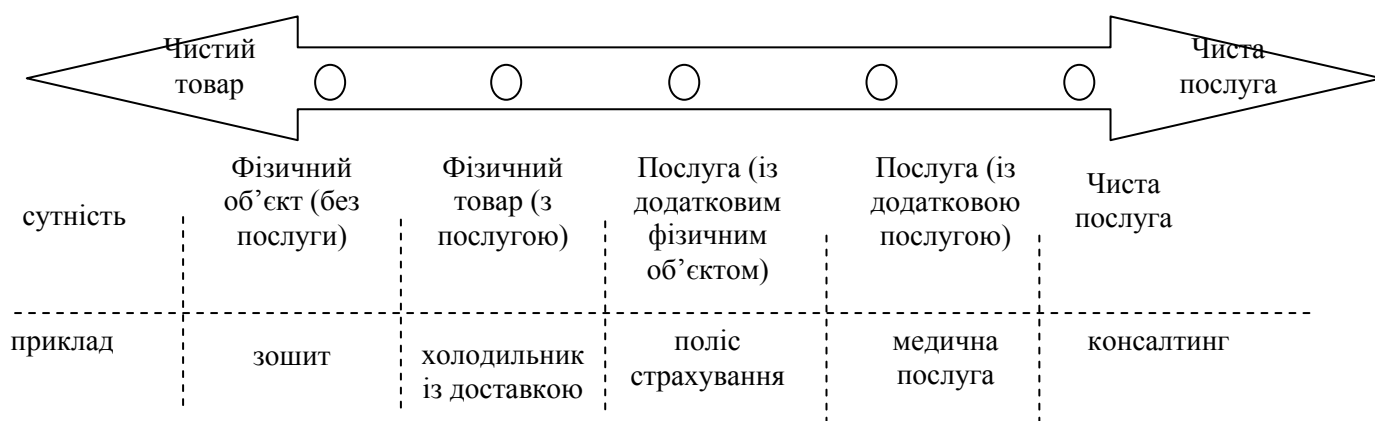 Чистий
товар
Чиста
послуга
сутність
Фізичний
об’єкт (без
послуги)
Фізичний
товар (з
послугою)
Послуга (із
додатковим
фізичним
об’єктом)
Послуга (із
додатковою
послугою)
Чиста
послуга
приклад
зошит
холодильник
із доставкою
поліс
страхування
медична
послуга
консалтинг